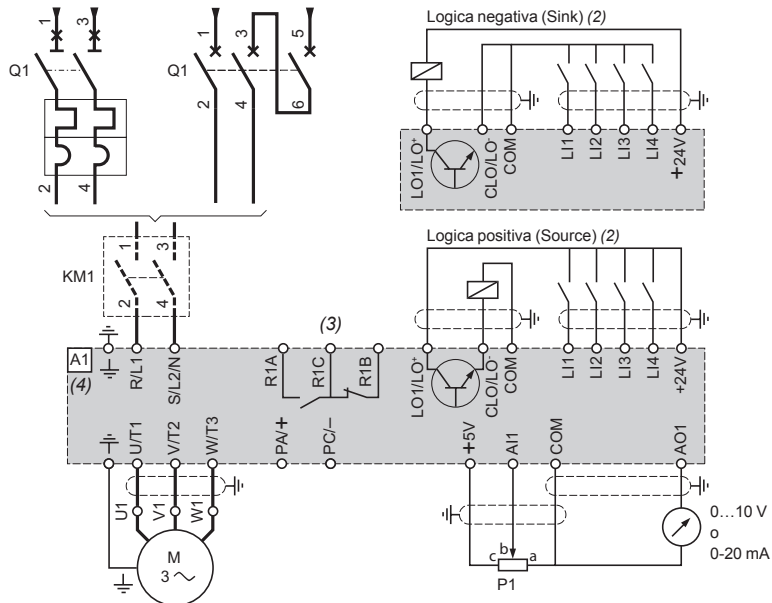 1
3
Q1
2
4
1
3
5
Q1
2
4
6
Logica negativa (Sink) (2)
LO1/LO+
CLO/LO-
COM
LI1
LI2
LI3
LI4
+24V
1
3
KM1
2
4
Logica positiva (Source) (2)
(3)
A1
(4)
R/L1
S/L2/N
R1A
R1C
R1B
LO1/LO+
CLO/LO-
COM
LI1
LI2
LI3
LI4
+24V
U/T1
V/T2
W/T3
PA/+
PC/–
+5V
AI1
COM
AO1
U1
V1
W1
M
3
c
b
a
P1
0...10 V
o
0-20 mA